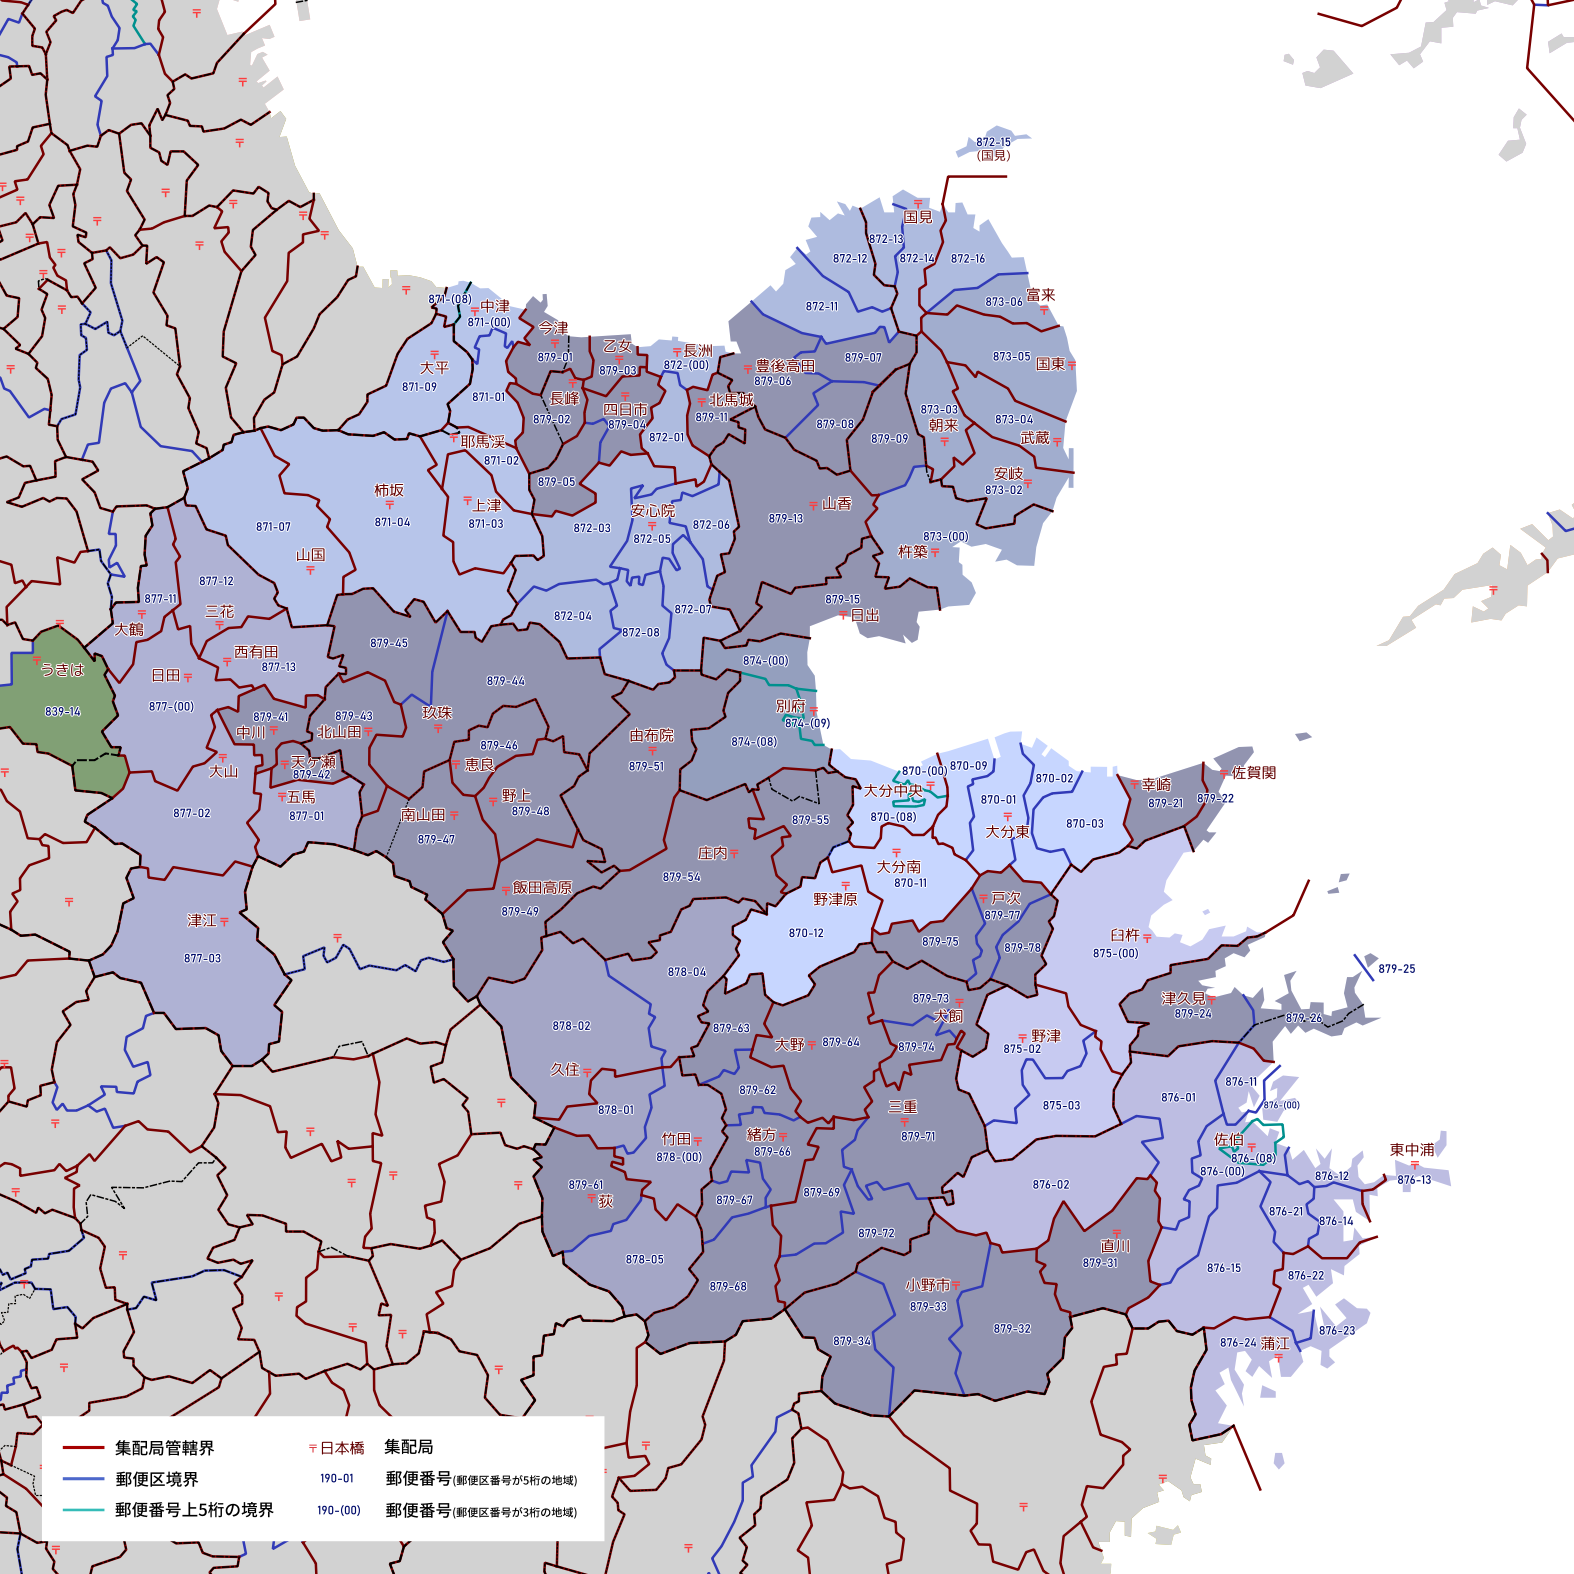 872-15
(国見)
国見
872-13
872-12
872-14
872-16
871-(08)
中津
871-(00)
872-11
873-06
富来
今津
879-01
乙女
879-03
長洲
872-(00)
大平
871-09
豊後高田
879-06
879-07
873-05
国東
871-01
長峰
879-02
四日市
879-04
北馬城
879-11
872-01
879-08
879-09
873-03
朝来
873-04
武蔵
耶馬渓
871-02
879-05
安岐
873-02
柿坂
871-04
上津
871-03
871-07
山国
872-03
安心院
872-05
872-06
879-13
山香
873-(00)
杵築
877-12
877-11
三花
大鶴
872-04
872-08
872-07
879-15
日出
879-45
西有田
877-13
うきは
839-14
日田
877-(00)
879-44
874-(00)
879-41
中川
879-43
北山田
玖珠
別府
874-(09)
874-(08)
由布院
879-51
879-46
恵良
大山
天ケ瀬
879-42
五馬
877-01
877-02
野上
879-48
南山田
879-47
870-(00)
大分中央
870-(08)
870-09
870-01
大分東
870-02
870-03
幸崎
879-21
佐賀関
879-22
879-55
庄内
879-54
大分南
870-11
野津原
870-12
飯田高原
879-49
津江
877-03
戸次
879-77
879-75
879-78
臼杵
875-(00)
878-04
879-25
879-73
犬飼
879-74
津久見
879-24
879-26
878-02
879-63
大野
879-64
野津
875-02
久住
878-01
879-62
875-03
876-01
876-11
876-(00)
三重
879-71
竹田
878-(00)
緒方
879-66
佐伯
876-(08)
876-(00)
東中浦
876-13
876-12
879-61
荻
879-67
879-69
876-02
876-21
876-14
879-72
直川
879-31
878-05
879-68
876-15
876-22
小野市
879-33
879-34
879-32
876-24
蒲江
876-23
集配局管轄界
〒日本橋
集配局
郵便区境界
190-01
郵便番号(郵便区番号が5桁の地域)
郵便番号上5桁の境界
190-(00)
郵便番号(郵便区番号が3桁の地域)